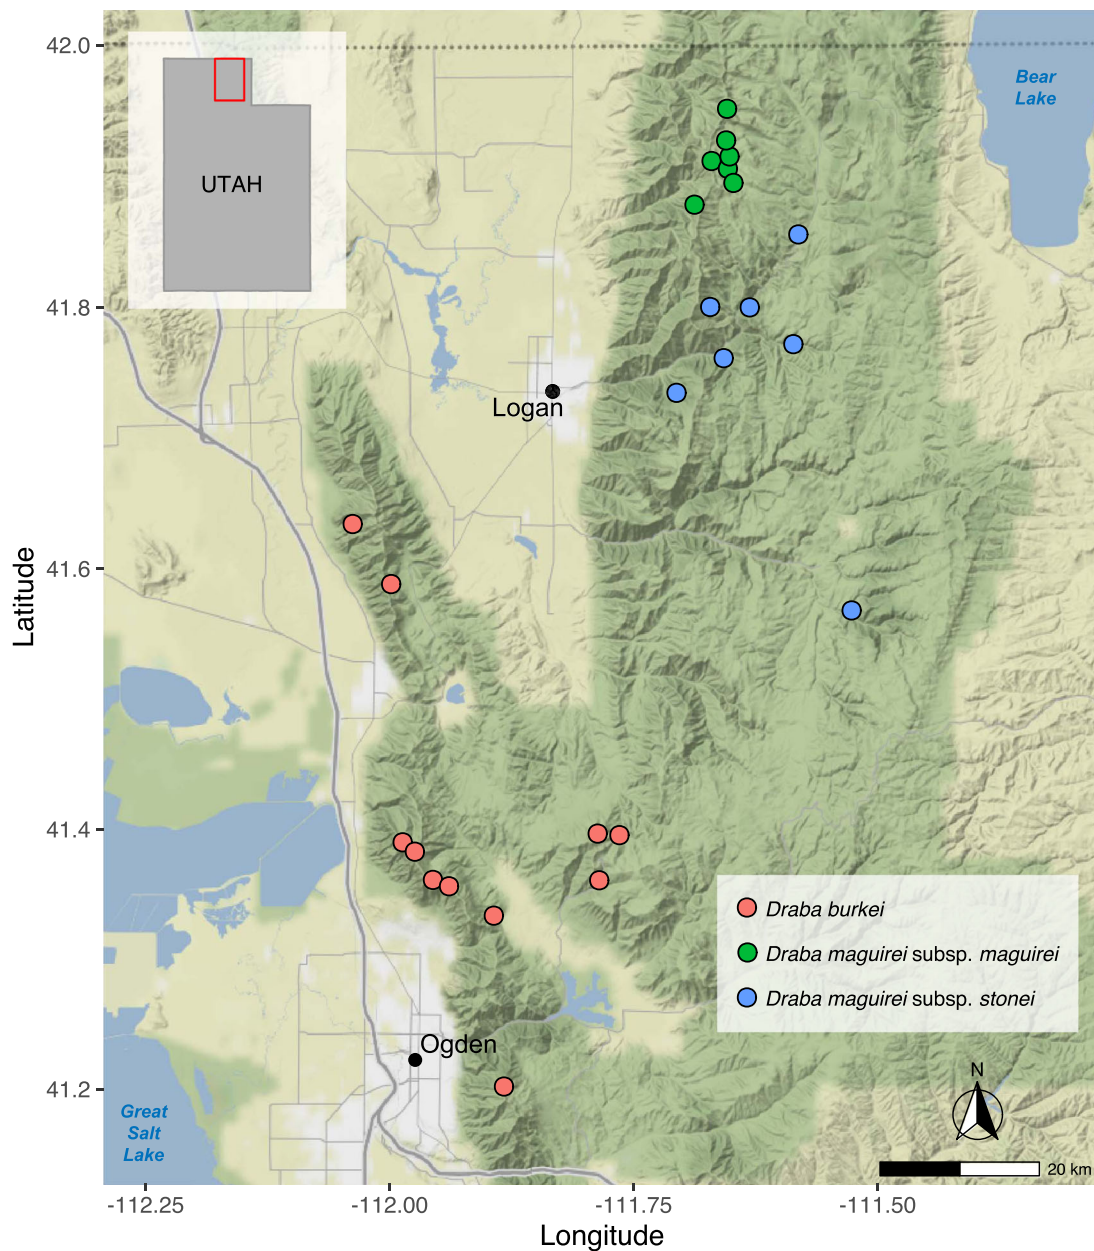 42.0
Bear
Lake
UTAH
41.8
Logan
Latitude
41.6
41.4
Draba burkei
Draba maguirei subsp. maguirei
Draba maguirei subsp. stonei
Ogden
N
41.2
Great
Salt
Lake
20 km
-112.25
-112.00
-111.75
-111.50
Longitude